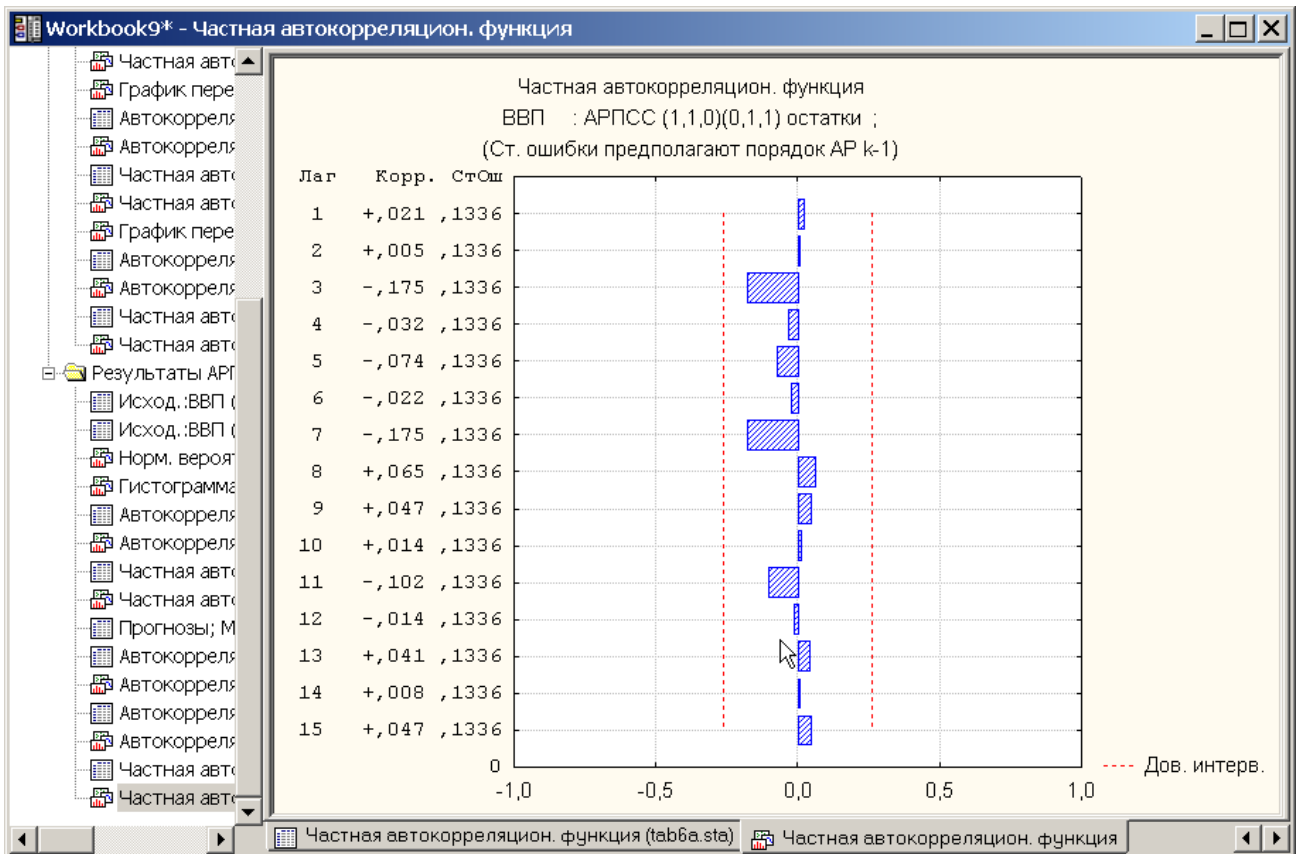 Workbook9* - Частная автокорреляцион. функция
Частная авто
График пере
Автокорреля
Автокорреля
Частная авто
Частная авто
График пере
Автокорреля
Автокорреля
Частная авто
Частная авто
Результаты АРП
Исход.:ВВП (
Исход.:ВВП (
Норм. вероят
Гистограмма
Автокорреля
Автокорреля
Частная авто
Частная авто
Прогнозы; М
Автокорреля
Автокорреля
Автокорреля
Автокорреля
Частная авто
Частная авто
Частная автокорреляцион. функция
ВВП : АРПСС (1,1,0)(0,1,1) остатки ;
(Ст. ошибки предполагают порядок АР k-1)
Лаг Корр. СтОш
1 +,021 ,1336
2 +,005 ,1336
3 -,175 ,1336
4 -,032 ,1336
5 -,074 ,1336
6 -,022 ,1336
7 -,175 ,1336
8 +,065 ,1336
9 +,047 ,1336
10 +,014 ,1336
11 -,102 ,1336
12 -,014 ,1336
13 +,041 ,1336
14 +,008 ,1336
15 +,047 ,1336
0
-1,0 -0,5 0,0 0,5 1,0
Дов. интерв.
Частная автокорреляцион. функция (tab6a.sta)
Частная автокорреляцион. функция